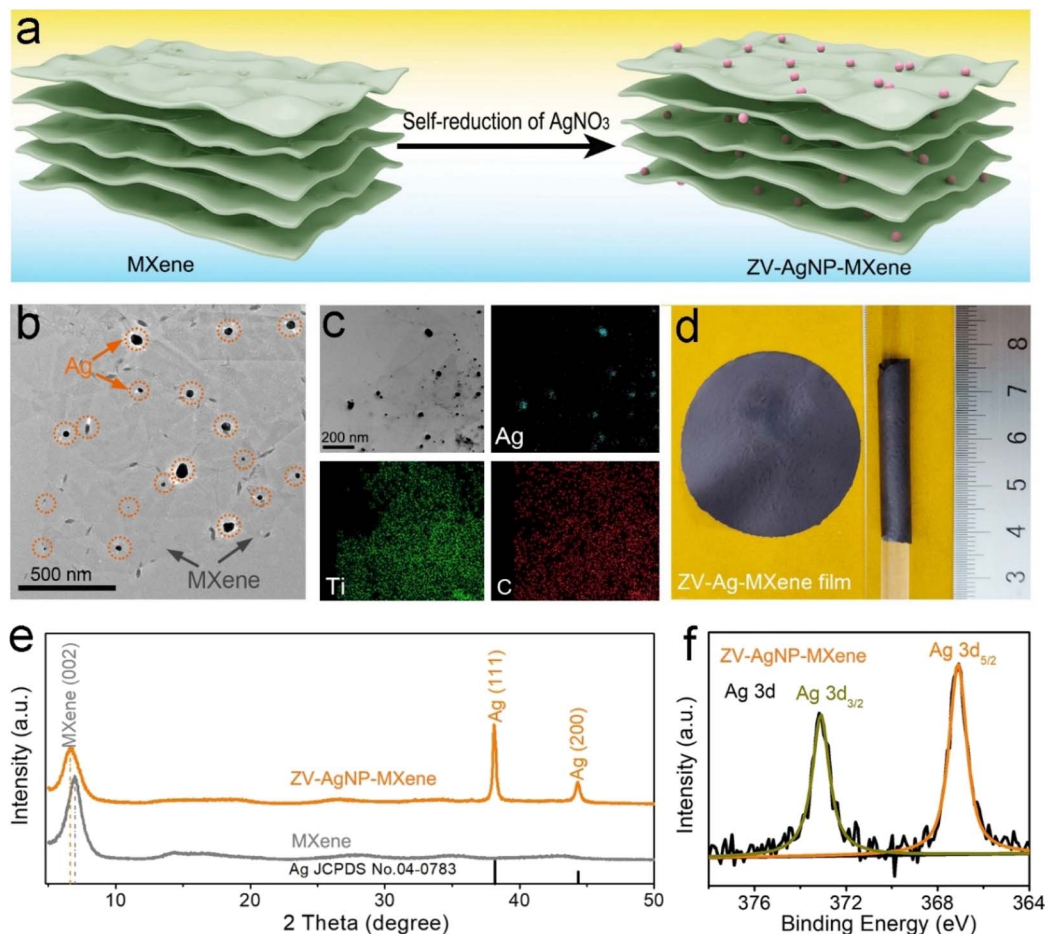 a
Self-reduction of AgNO₃
MXene
ZV-AgNP-MXene
b
Ag
MXene
500 nm
c
200 nm
Ag
Ti
C
d
8
7
6
5
4
3
ZV-Ag-MXene film
e
MXene (002)
Ag (111)
Ag (200)
ZV-AgNP-MXene
MXene
Ag JCPDS No.04-0783
Intensity (a.u.)
10 20 30 40 50
2 Theta (degree)
f
ZV-AgNP-MXene
Ag 3d₅/₂
Ag 3d
Ag 3d₃/₂
Intensity (a.u.)
376 372 368 364
Binding Energy (eV)